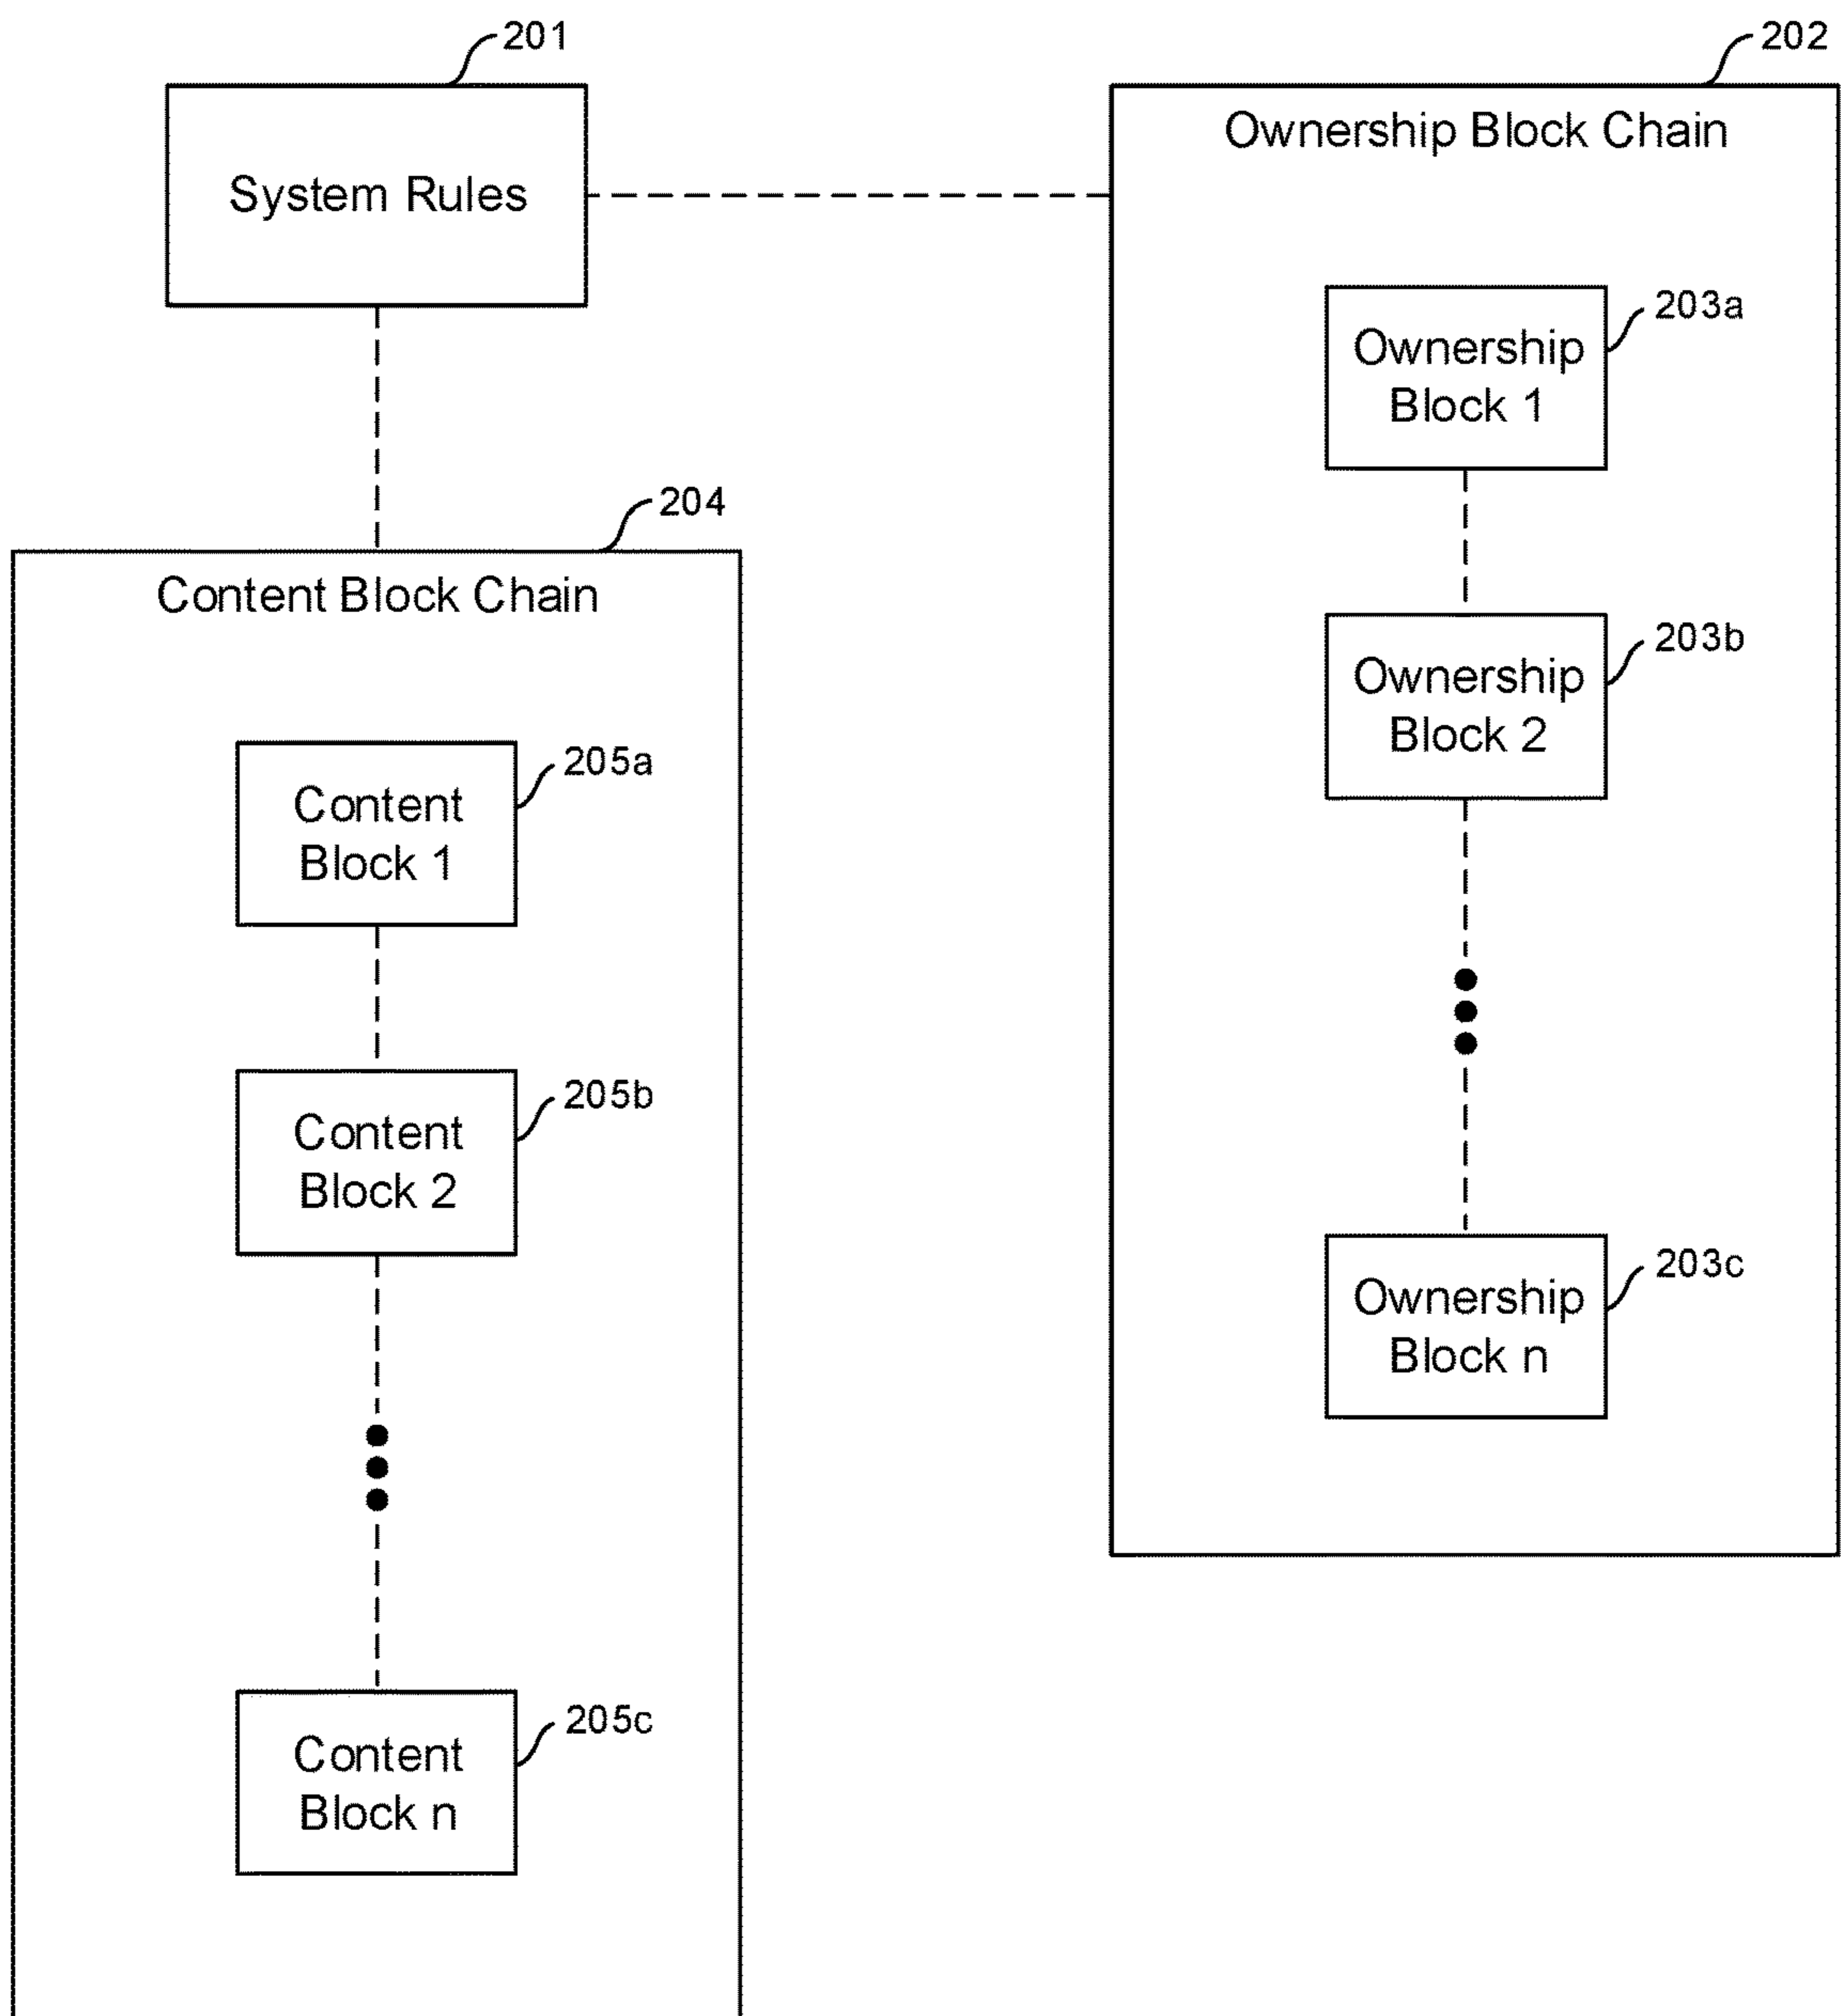 201
System Rules
202
Ownership Block Chain
203a
Ownership
Block 1
203b
Ownership
Block 2
203c
Ownership
Block n
204
Content Block Chain
205a
Content
Block 1
205b
Content
Block 2
205c
Content
Block n